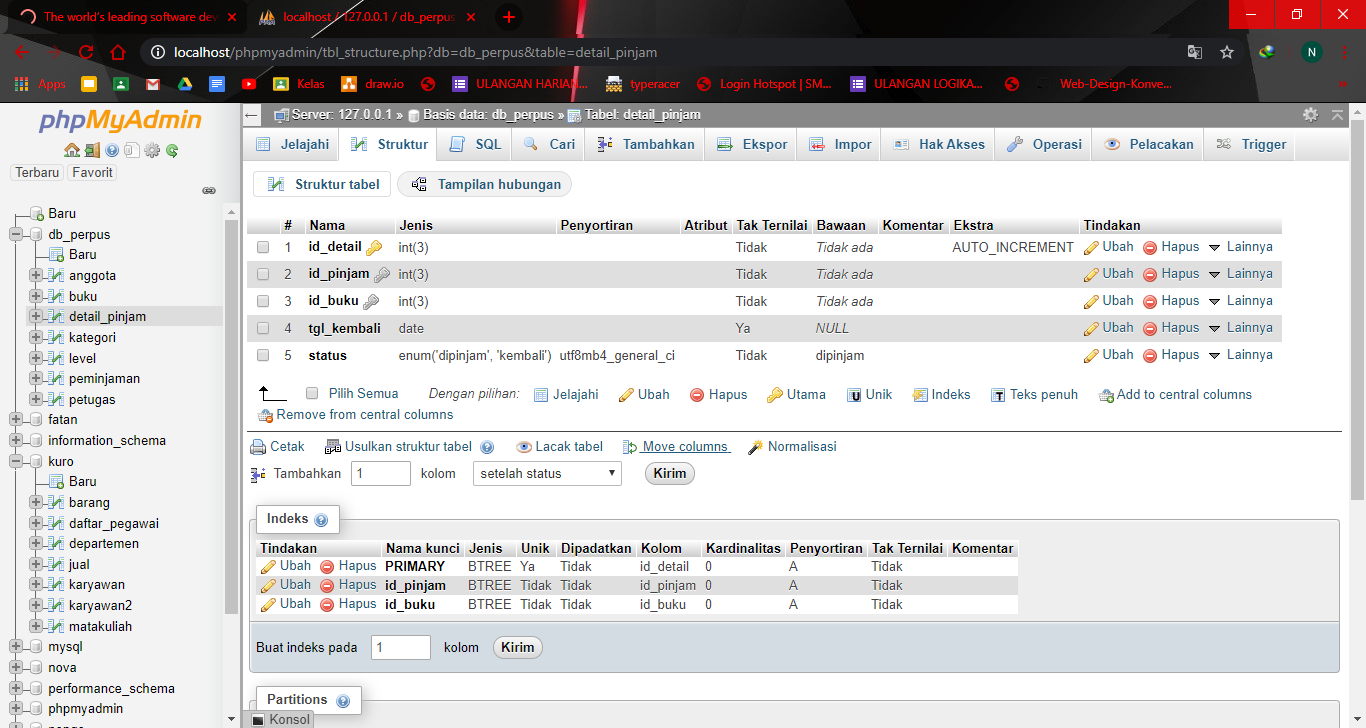 The world's leading software dev
localhost / 127.0.0.1 / db_perpus
localhost/phpmyadmin/tbl_structure.php?db=db_perpus&table=detail_pinjam
N
Apps
Kelas
draw.io
ULANGAN HARIAN...
typeracer
Login Hotspot | SM...
ULANGAN LOGIKA...
Web-Design-Konve...
phpMyAdmin
Terbaru Favorit
Baru
db_perpus
Baru
anggota
buku
detail_pinjam
kategori
level
peminjaman
petugas
fatan
information_schema
kuro
Baru
barang
daftar_pegawai
departemen
jual
karyawan
karyawan2
matakuliah
mysql
nova
performance_schema
phpmyadmin
Server: 127.0.0.1 » Basis data: db_perpus » Tabel: detail_pinjam
Jelajahi Struktur SQL Cari Tambahkan Ekspor Impor Hak Akses Operasi Pelacakan Trigger
Struktur tabel Tampilan hubungan
# Nama Jenis Penyortiran Atribut Tak Ternilai Bawaan Komentar Ekstra Tindakan
1 id_detail int(3) Tidak Tidak ada AUTO_INCREMENT Ubah Hapus Lainnya
2 id_pinjam int(3) Tidak Tidak ada Ubah Hapus Lainnya
3 id_buku int(3) Tidak Tidak ada Ubah Hapus Lainnya
4 tgl_kembali date Ya NULL Ubah Hapus Lainnya
5 status enum('dipinjam', 'kembali') utf8mb4_general_ci Tidak dipinjam Ubah Hapus Lainnya
Pilih Semua Dengan pilihan: Jelajahi Ubah Hapus Utama Unik Indeks Teks penuh Add to central columns
Remove from central columns
Cetak Usulkan struktur tabel Lacak tabel Move columns Normalisasi
Tambahkan 1 kolom setelah status Kirim
Indeks
Tindakan Nama kunci Jenis Unik Dipadatkan Kolom Kardinalitas Penyortiran Tak Ternilai Komentar
Ubah Hapus PRIMARY BTREE Ya Tidak id_detail 0 A Tidak
Ubah Hapus id_pinjam BTREE Tidak Tidak id_pinjam 0 A Tidak
Ubah Hapus id_buku BTREE Tidak Tidak id_buku 0 A Tidak
Buat indeks pada 1 kolom Kirim
Partitions
Konsol